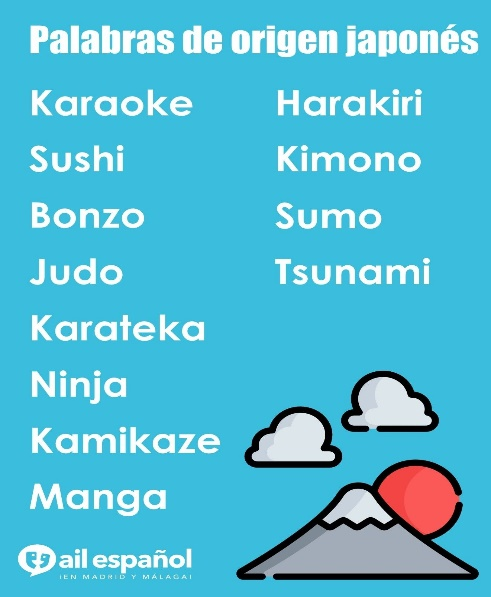 Palabras de origen japonés
Karaoke
Sushi
Bonzo
Judo
Karateka
Ninja
Kamikaze
Manga
Harakiri
Kimono
Sumo
Tsunami
ail español
¡EN MADRID Y MÁLAGA!